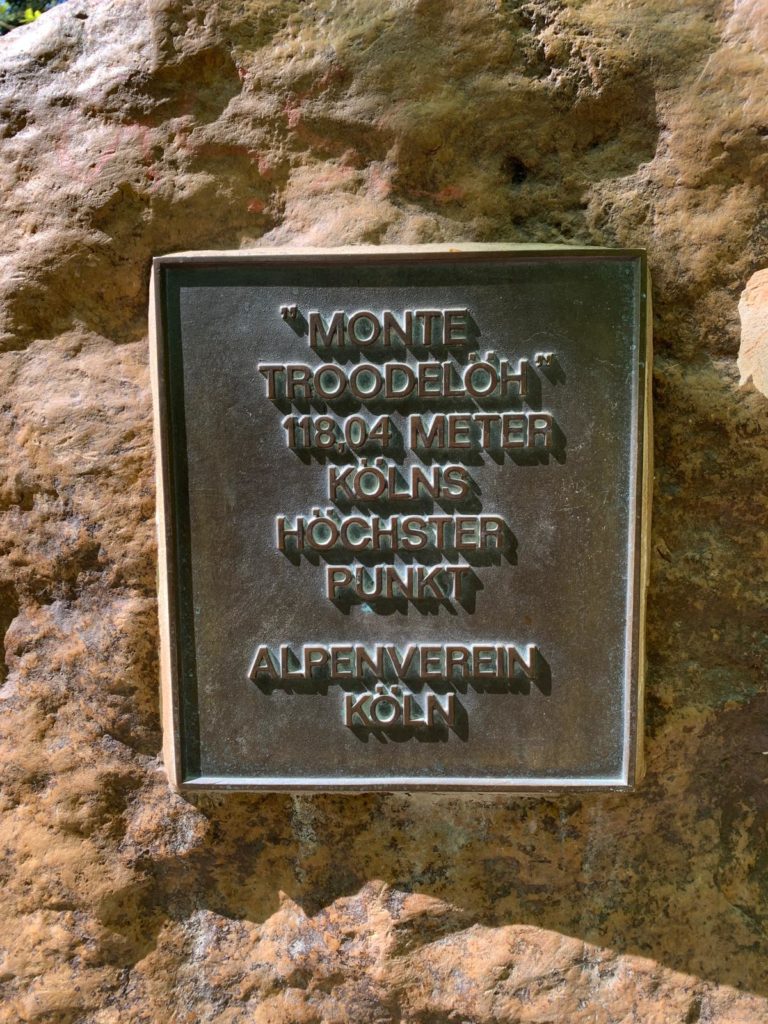 "MONTE
TROODELÖH"
118,04 METER
KÖLNS
HÖCHSTER
PUNKT
ALPENVEREIN
KÖLN